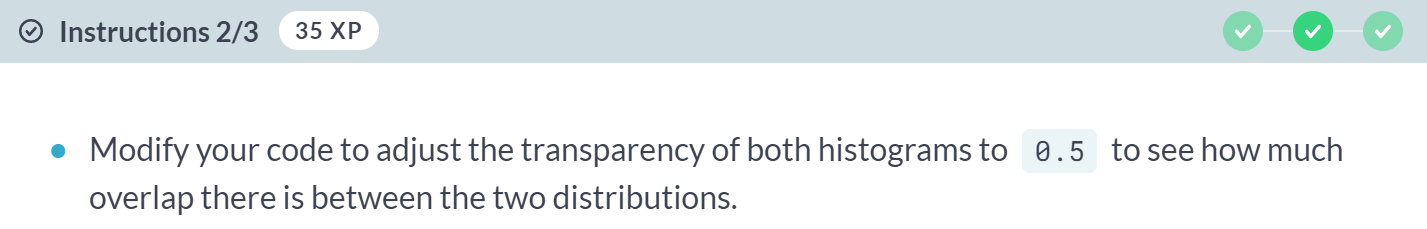 Instructions 2/3 35 XP
Modify your code to adjust the transparency of both histograms to 0.5 to see how much
overlap there is between the two distributions.